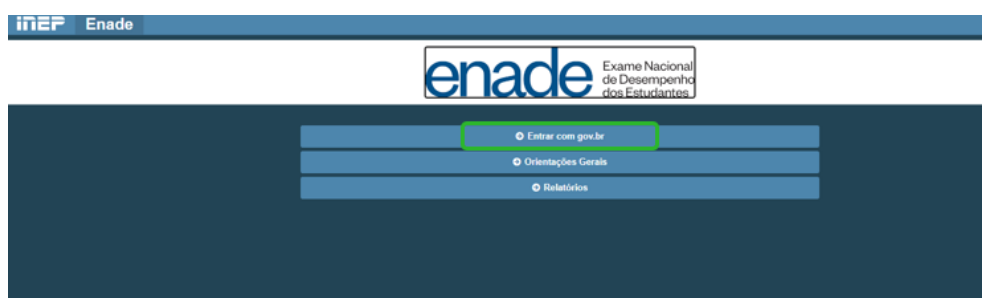 inep Enade
enade Exame Nacional
de Desempenho
dos Estudantes
Entrar com gov.br
Orientações Gerais
Relatórios